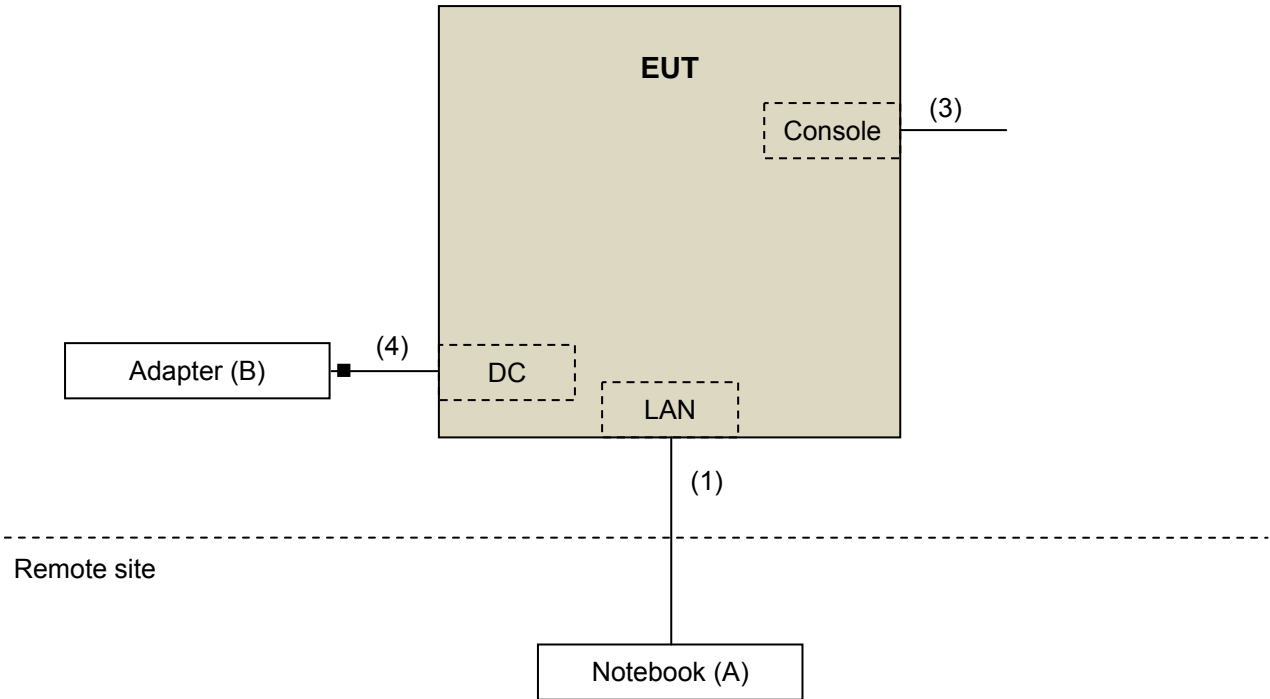 EUT
(3)
Console
(4)
Adapter (B)
DC
LAN
(1)
Remote site
Notebook (A)